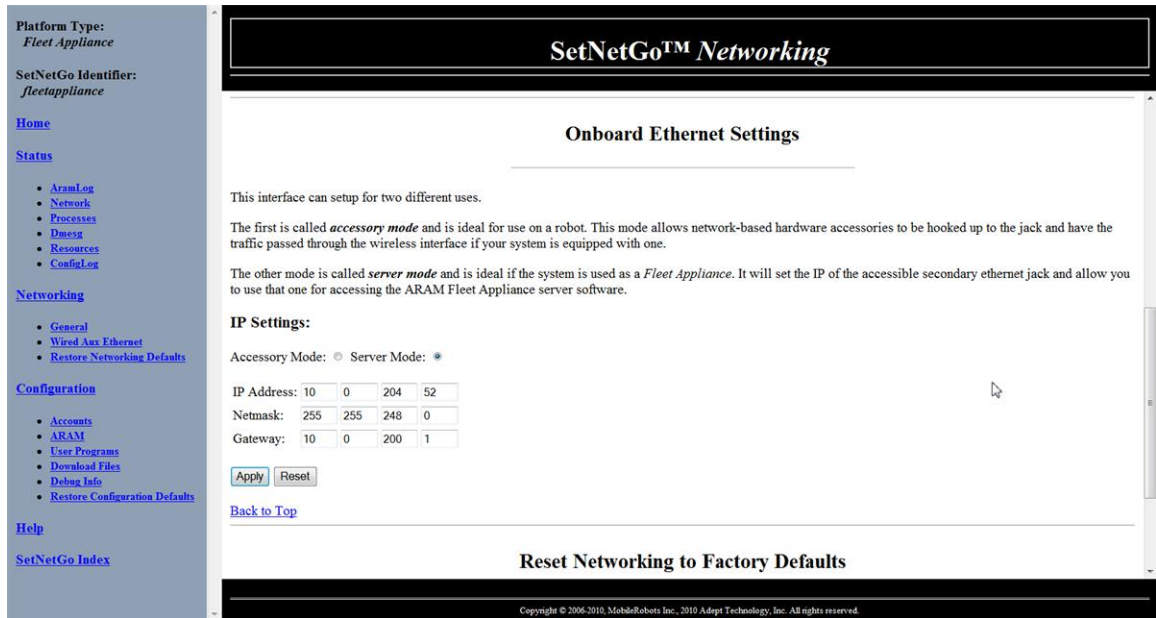 Platform Type:
Fleet Appliance
SetNetGo Identifier:
fleetappliance
Home
Status
AramLog
Network
Processes
Dmesg
Resources
ConfigLog
Networking
General
Wired Aux Ethernet
Restore Networking Defaults
Configuration
Accounts
ARAM
User Programs
Download Files
Debug Info
Restore Configuration Defaults
Help
SetNetGo Index
SetNetGo™ Networking
Onboard Ethernet Settings
This interface can setup for two different uses.
The first is called accessory mode and is ideal for use on a robot. This mode allows network-based hardware accessories to be hooked up to the jack and have the
traffic passed through the wireless interface if your system is equipped with one.
The other mode is called server mode and is ideal if the system is used as a Fleet Appliance. It will set the IP of the accessible secondary ethernet jack and allow you
to use that one for accessing the ARAM Fleet Appliance server software.
IP Settings:
Accessory Mode: Server Mode:
IP Address: 10 0 204 52
Netmask: 255 255 248 0
Gateway: 10 0 200 1
Apply Reset
Back to Top
Reset Networking to Factory Defaults
Copyright © 2006-2010, MobileRobots Inc., 2010 Adept Technology, Inc. All rights reserved.